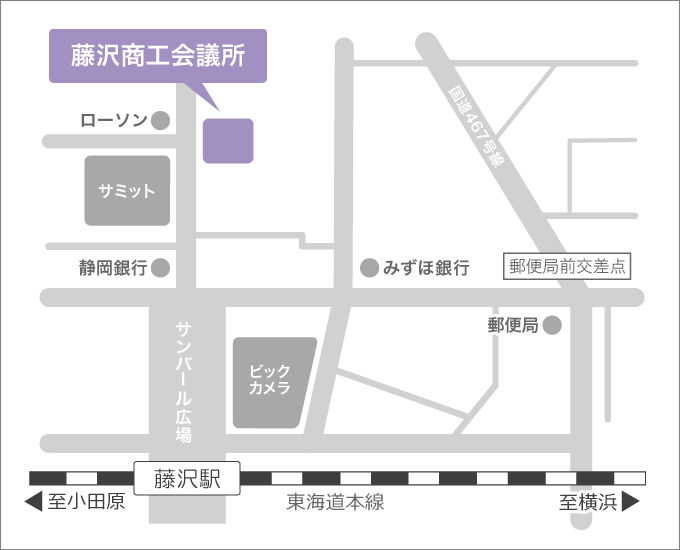 藤沢商工会議所
ローソン
国道467号線
サミット
静岡銀行
みずほ銀行
郵便局前交差点
郵便局
サンパール広場
ビック
カメラ
藤沢駅
至小田原
東海道本線
至横浜